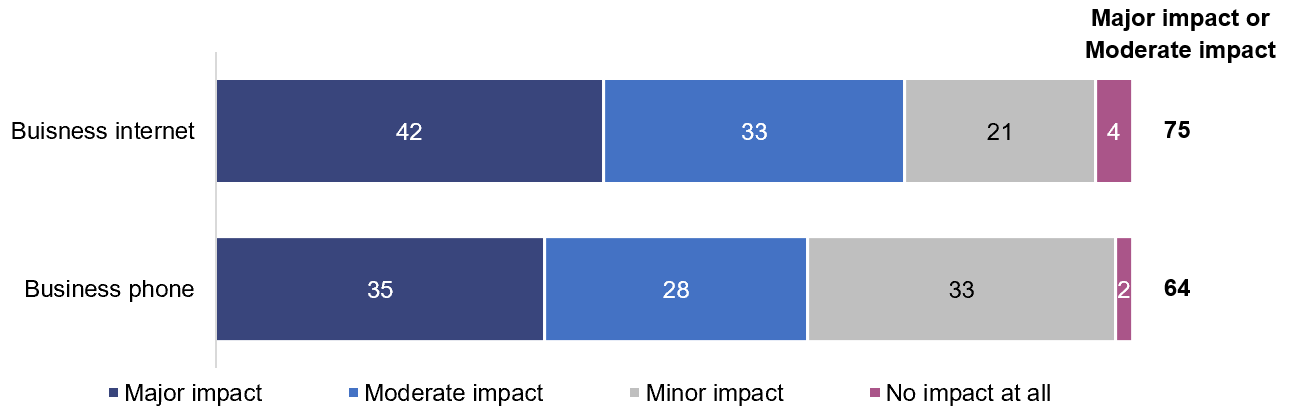 Major impact or
Moderate impact
Buisness internet 42 33 21 4 75
Business phone 35 28 33 2 64
Major impact Moderate impact Minor impact No impact at all